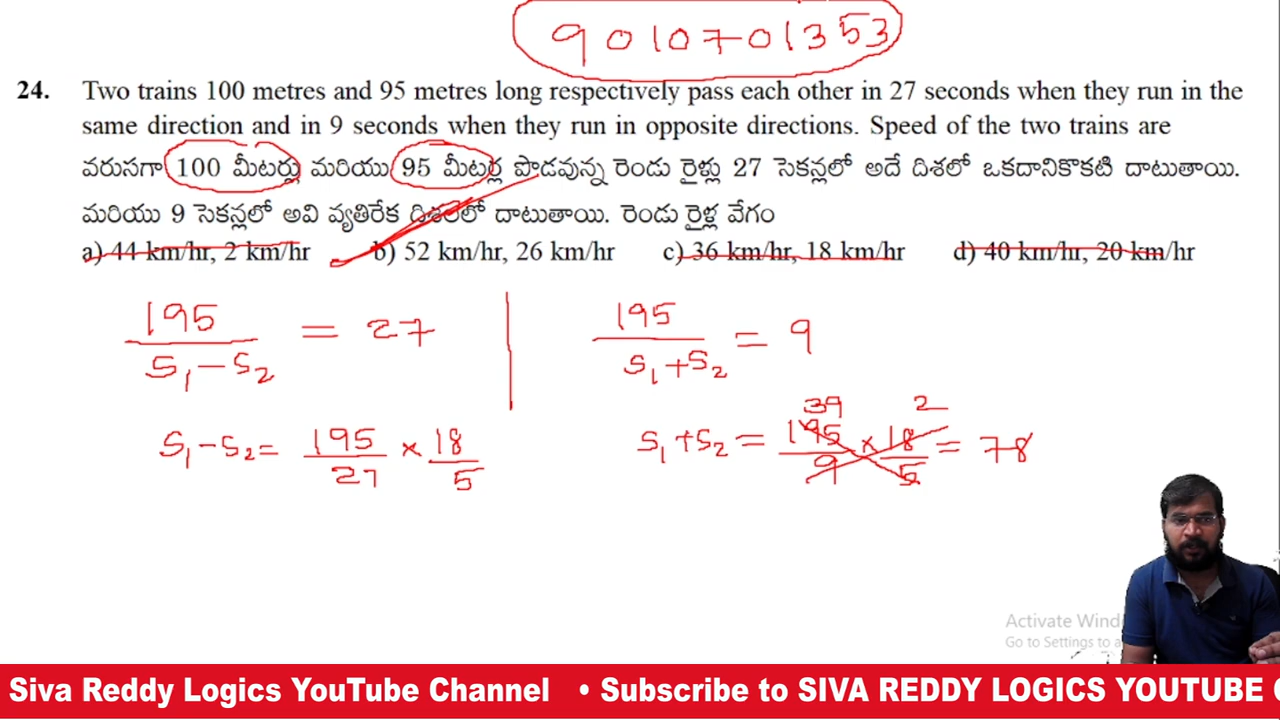 9010701353
24. Two trains 100 metres and 95 metres long respectively pass each other in 27 seconds when they run in the
same direction and in 9 seconds when they run in opposite directions. Speed of the two trains are
వరుసగా 100 మీటర్లు మరియు 95 మీటర్ల పొడవున్న రెండు రైళ్లు 27 సెకన్లలో అదే దిశలో ఒకదానికొకటి దాటుతాయి.
మరియు 9 సెకన్లలో అవి వ్యతిరేక దిశలలో దాటుతాయి. రెండు రైళ్ల వేగం
a) 44 km/hr, 2 km/hr b) 52 km/hr, 26 km/hr c) 36 km/hr, 18 km/hr d) 40 km/hr, 20 km/hr
195 / S₁-S₂ = 27
195 / S₁+S₂ = 9
S₁-S₂ = 195/27 × 18/5
39 2
S₁+S₂ = 195/9 × 18/5 = 78
Activate Wind
Go to Settings to a
Siva Reddy Logics YouTube Channel • Subscribe to SIVA REDDY LOGICS YOUTUBE